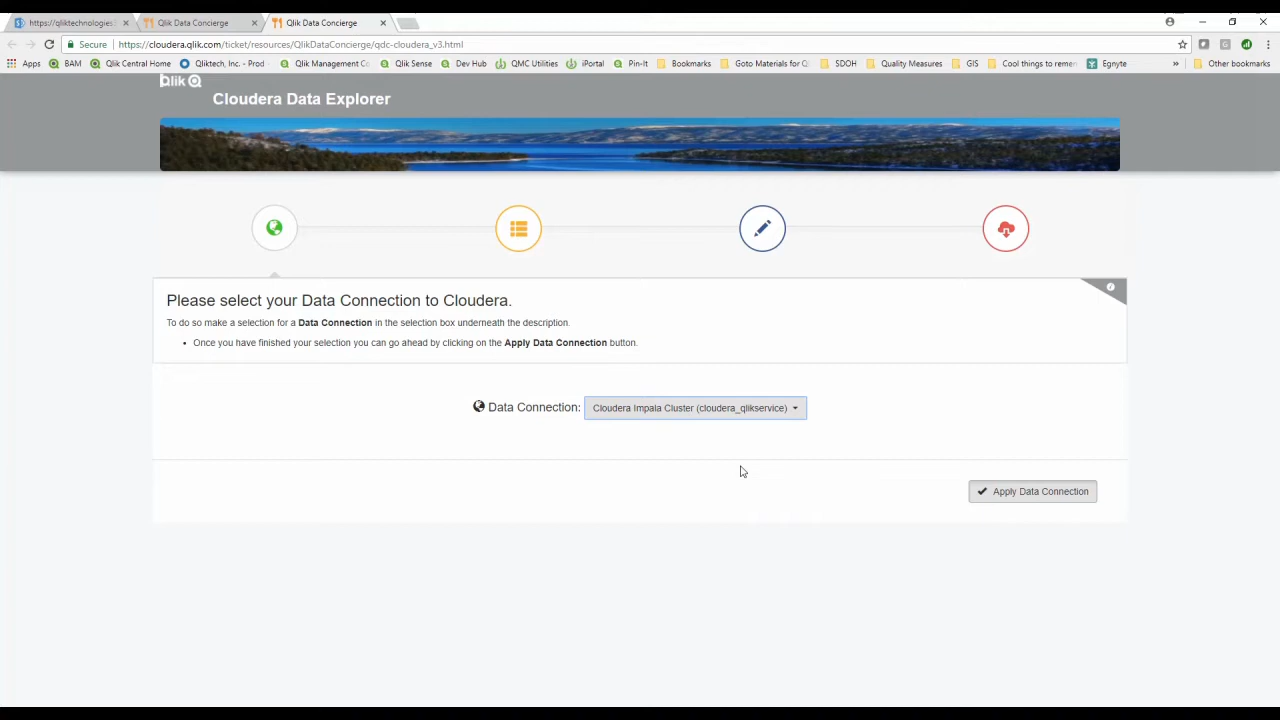 https://qliktechnologies
Qlik Data Concierge
Qlik Data Concierge
Secure
https://cloudera.qlik.com/ticket/resources/QlikDataConcierge/qdc-cloudera_v3.html
Apps
BAM
Qlik Central Home
Qliktech, Inc. - Prod
Qlik Management Co
Qlik Sense
Dev Hub
QMC Utilities
iPortal
Pin-It
Bookmarks
Goto Materials for Q
SDOH
Quality Measures
GIS
Cool things to remen
Egnyte
»
Other bookmarks
Qlik
Cloudera Data Explorer
Please select your Data Connection to Cloudera.
To do so make a selection for a Data Connection in the selection box underneath the description.
• Once you have finished your selection you can go ahead by clicking on the Apply Data Connection button.
Data Connection: Cloudera Impala Cluster (cloudera_qlikservice)
Apply Data Connection